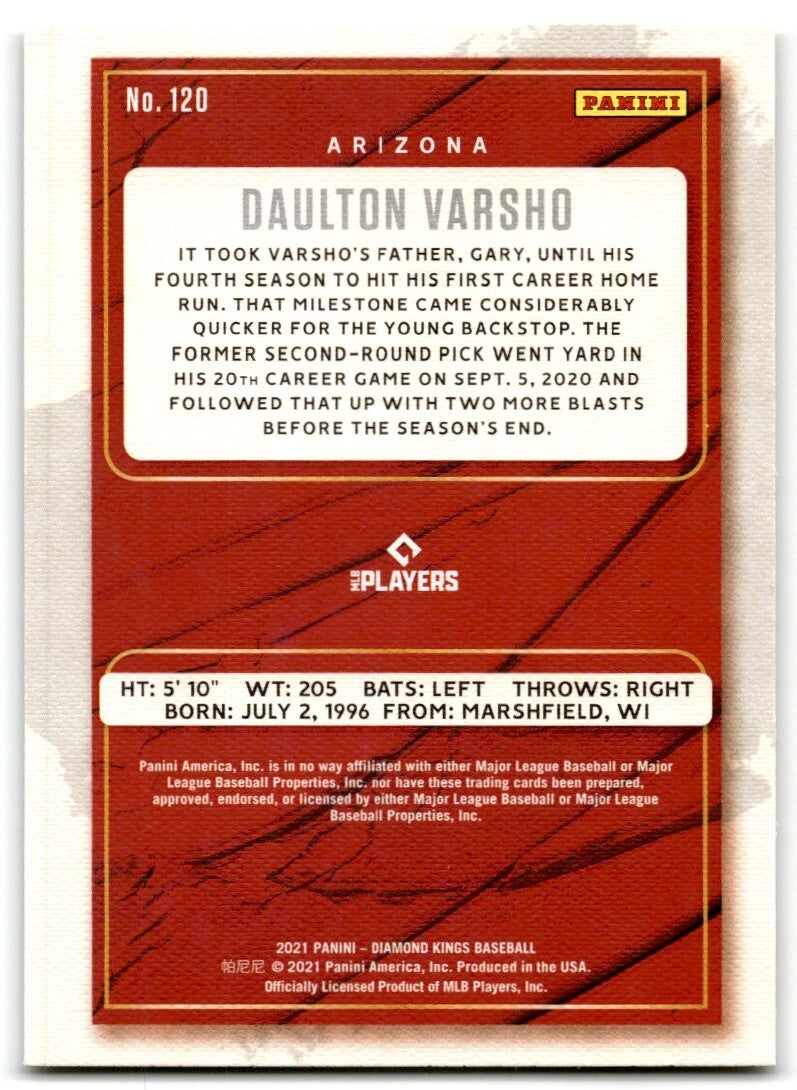 No. 120
PANINI
ARIZONA
DAULTON VARSHO
IT TOOK VARSHO'S FATHER, GARY, UNTIL HIS
FOURTH SEASON TO HIT HIS FIRST CAREER HOME
RUN. THAT MILESTONE CAME CONSIDERABLY
QUICKER FOR THE YOUNG BACKSTOP. THE
FORMER SECOND-ROUND PICK WENT YARD IN
HIS 20TH CAREER GAME ON SEPT. 5, 2020 AND
FOLLOWED THAT UP WITH TWO MORE BLASTS
BEFORE THE SEASON'S END.
MLB PLAYERS
HT: 5' 10" WT: 205 BATS: LEFT THROWS: RIGHT
BORN: JULY 2, 1996 FROM: MARSHFIELD, WI
Panini America, Inc. is in no way affiliated with either Major League Baseball or Major
League Baseball Properties, Inc. nor have these trading cards been prepared,
approved, endorsed, or licensed by either Major League Baseball or Major League
Baseball Properties, Inc.
2021 PANINI – DIAMOND KINGS BASEBALL
帕尼尼 © 2021 Panini America, Inc. Produced in the USA.
Officially Licensed Product of MLB Players, Inc.